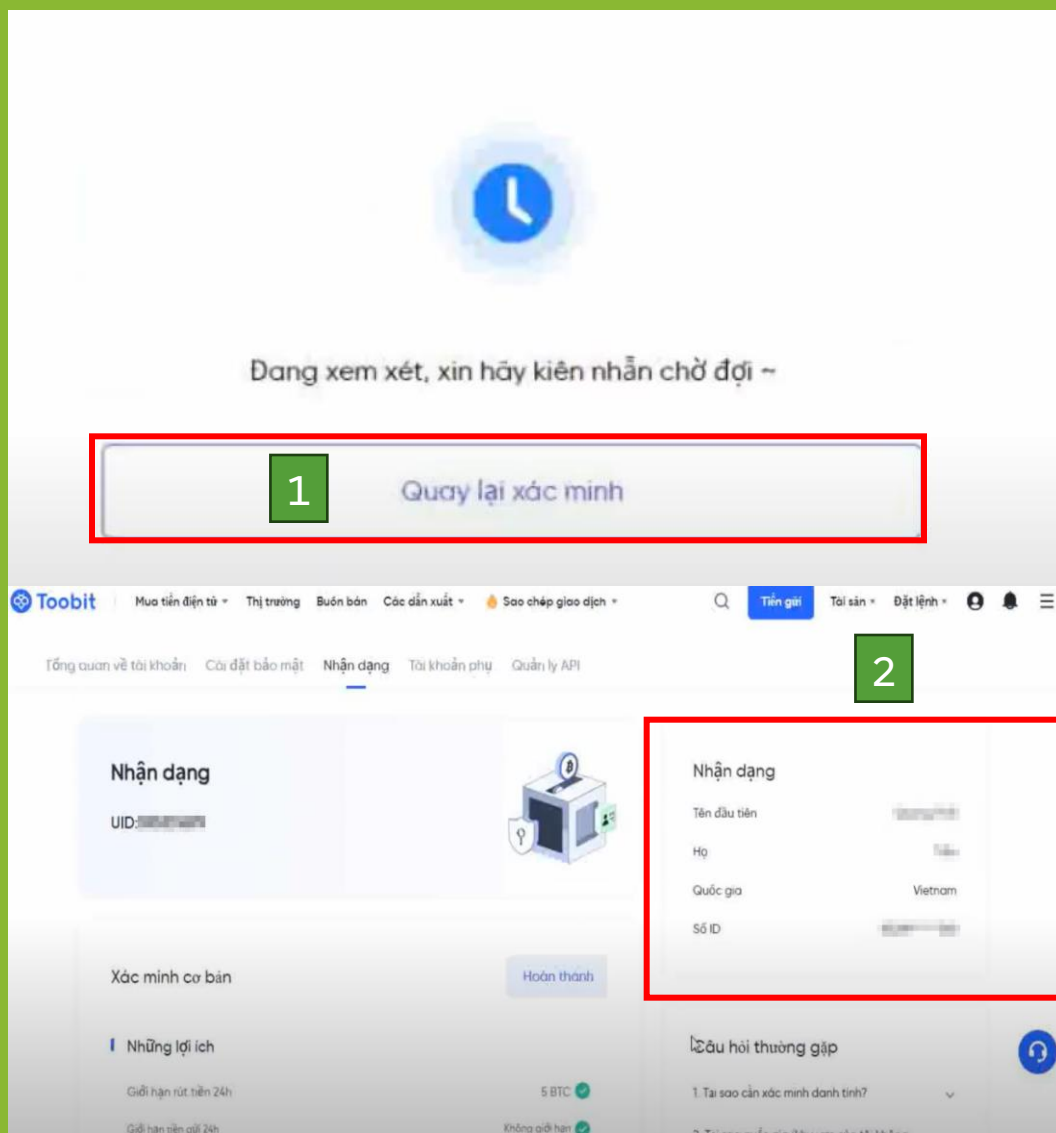 Đang xem xét, xin hãy kiên nhẫn chờ đợi ~
1 Quay lại xác minh
Toobit Mua tiền điện tử Thị trường Buôn bán Các dẫn xuất Sao chép giao dịch Tiền gửi Tài sản Đặt lệnh
2
Tổng quan về tài khoản Cài đặt bảo mật Nhận dạng Tài khoản phụ Quản lý API
Nhận dạng
UID:
Nhận dạng
Tên đầu tiên
Họ
Quốc gia Vietnam
Số ID
Xác minh cơ bản Hoàn thành
Những lợi ích
Giới hạn rút tiền 24h 5 BTC
Giới hạn tiền gửi 24h Không giới hạn
Câu hỏi thường gặp
1. Tại sao cần xác minh danh tính?